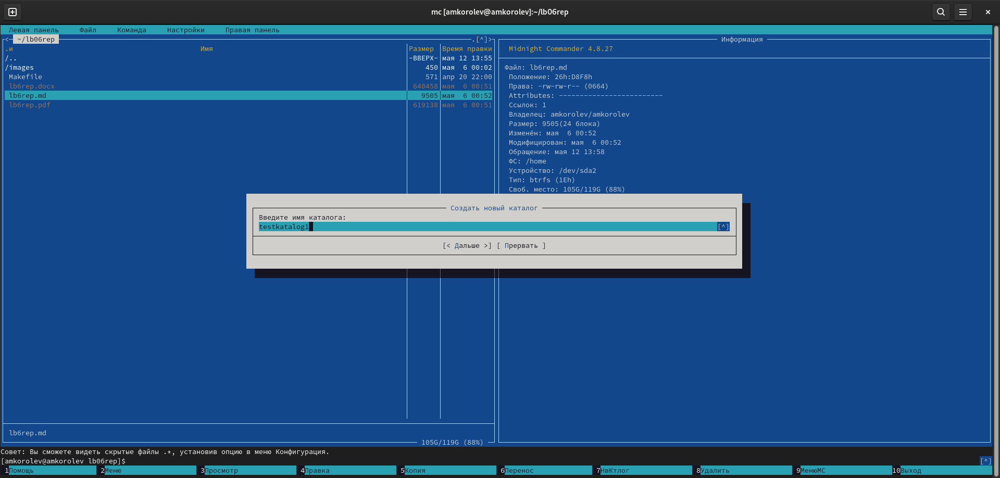 mc [amkorolev@amkorolev]:~/lb06rep
Левая панель Файл Команда Настройки Правая панель
<─ ~/lb06rep .[^]>
.и Имя Размер Время правки
/.. -ВВЕРХ- мая 12 13:55
/images 450 мая 6 00:02
Makefile 571 апр 20 22:00
lb6rep.docx 640458 мая 6 00:51
lb6rep.md 9505 мая 6 00:52
lb6rep.pdf 619138 мая 6 00:51
lb6rep.md
105G/119G (88%)
Информация
Midnight Commander 4.8.27
Файл: lb6rep.md
Положение: 26h:D8F8h
Права: -rw-rw-r-- (0664)
Attributes: -------------------------
Ссылок: 1
Владелец: amkorolev/amkorolev
Размер: 9505(24 блока)
Изменён: мая 6 00:52
Модифицирован: мая 6 00:52
Обращение: мая 12 13:58
ФС: /home
Устройство: /dev/sda2
Тип: btrfs (1Eh)
Своб. место: 105G/119G (88%)
Создать новый каталог
Введите имя каталога:
testkatalog1 [^]
[< Дальше >] [ Прервать ]
Совет: Вы сможете видеть скрытые файлы .*, установив опцию в меню Конфигурация.
[amkorolev@amkorolev lb06rep]$ [^]
1Помощь 2Меню 3Просмотр 4Правка 5Копия 6Перенос 7НвКтлог 8Удалить 9МенюMC 10Выход